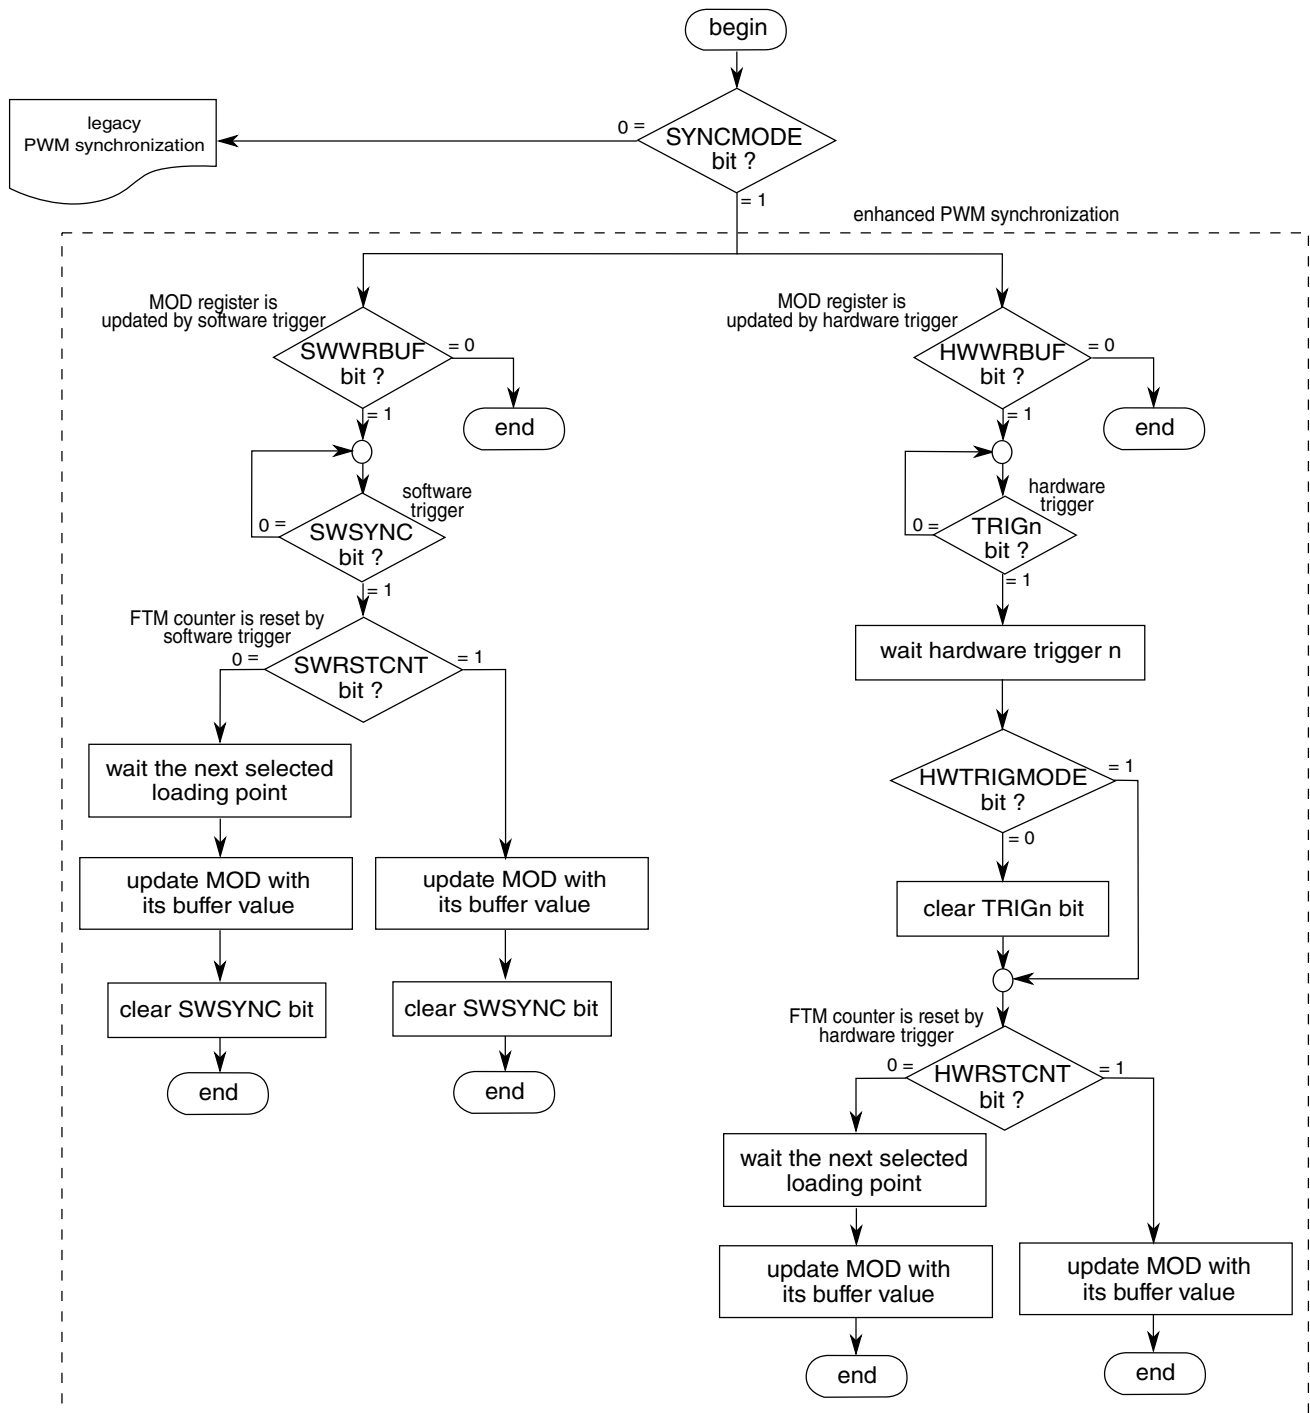 begin
SYNCMODE
bit ?
0 =
= 1
legacy
PWM synchronization
enhanced PWM synchronization
MOD register is
updated by software trigger
SWWRBUF
bit ?
= 0
= 1
end
software
trigger
SWSYNC
bit ?
0 =
= 1
FTM counter is reset by
software trigger
SWRSTCNT
bit ?
0 =
= 1
wait the next selected
loading point
update MOD with
its buffer value
clear SWSYNC bit
end
update MOD with
its buffer value
clear SWSYNC bit
end
MOD register is
updated by hardware trigger
HWWRBUF
bit ?
= 0
= 1
end
hardware
trigger
TRIGn
bit ?
0 =
= 1
wait hardware trigger n
HWTRIGMODE
bit ?
= 1
= 0
clear TRIGn bit
FTM counter is reset by
hardware trigger
HWRSTCNT
bit ?
0 =
= 1
wait the next selected
loading point
update MOD with
its buffer value
end
update MOD with
its buffer value
end